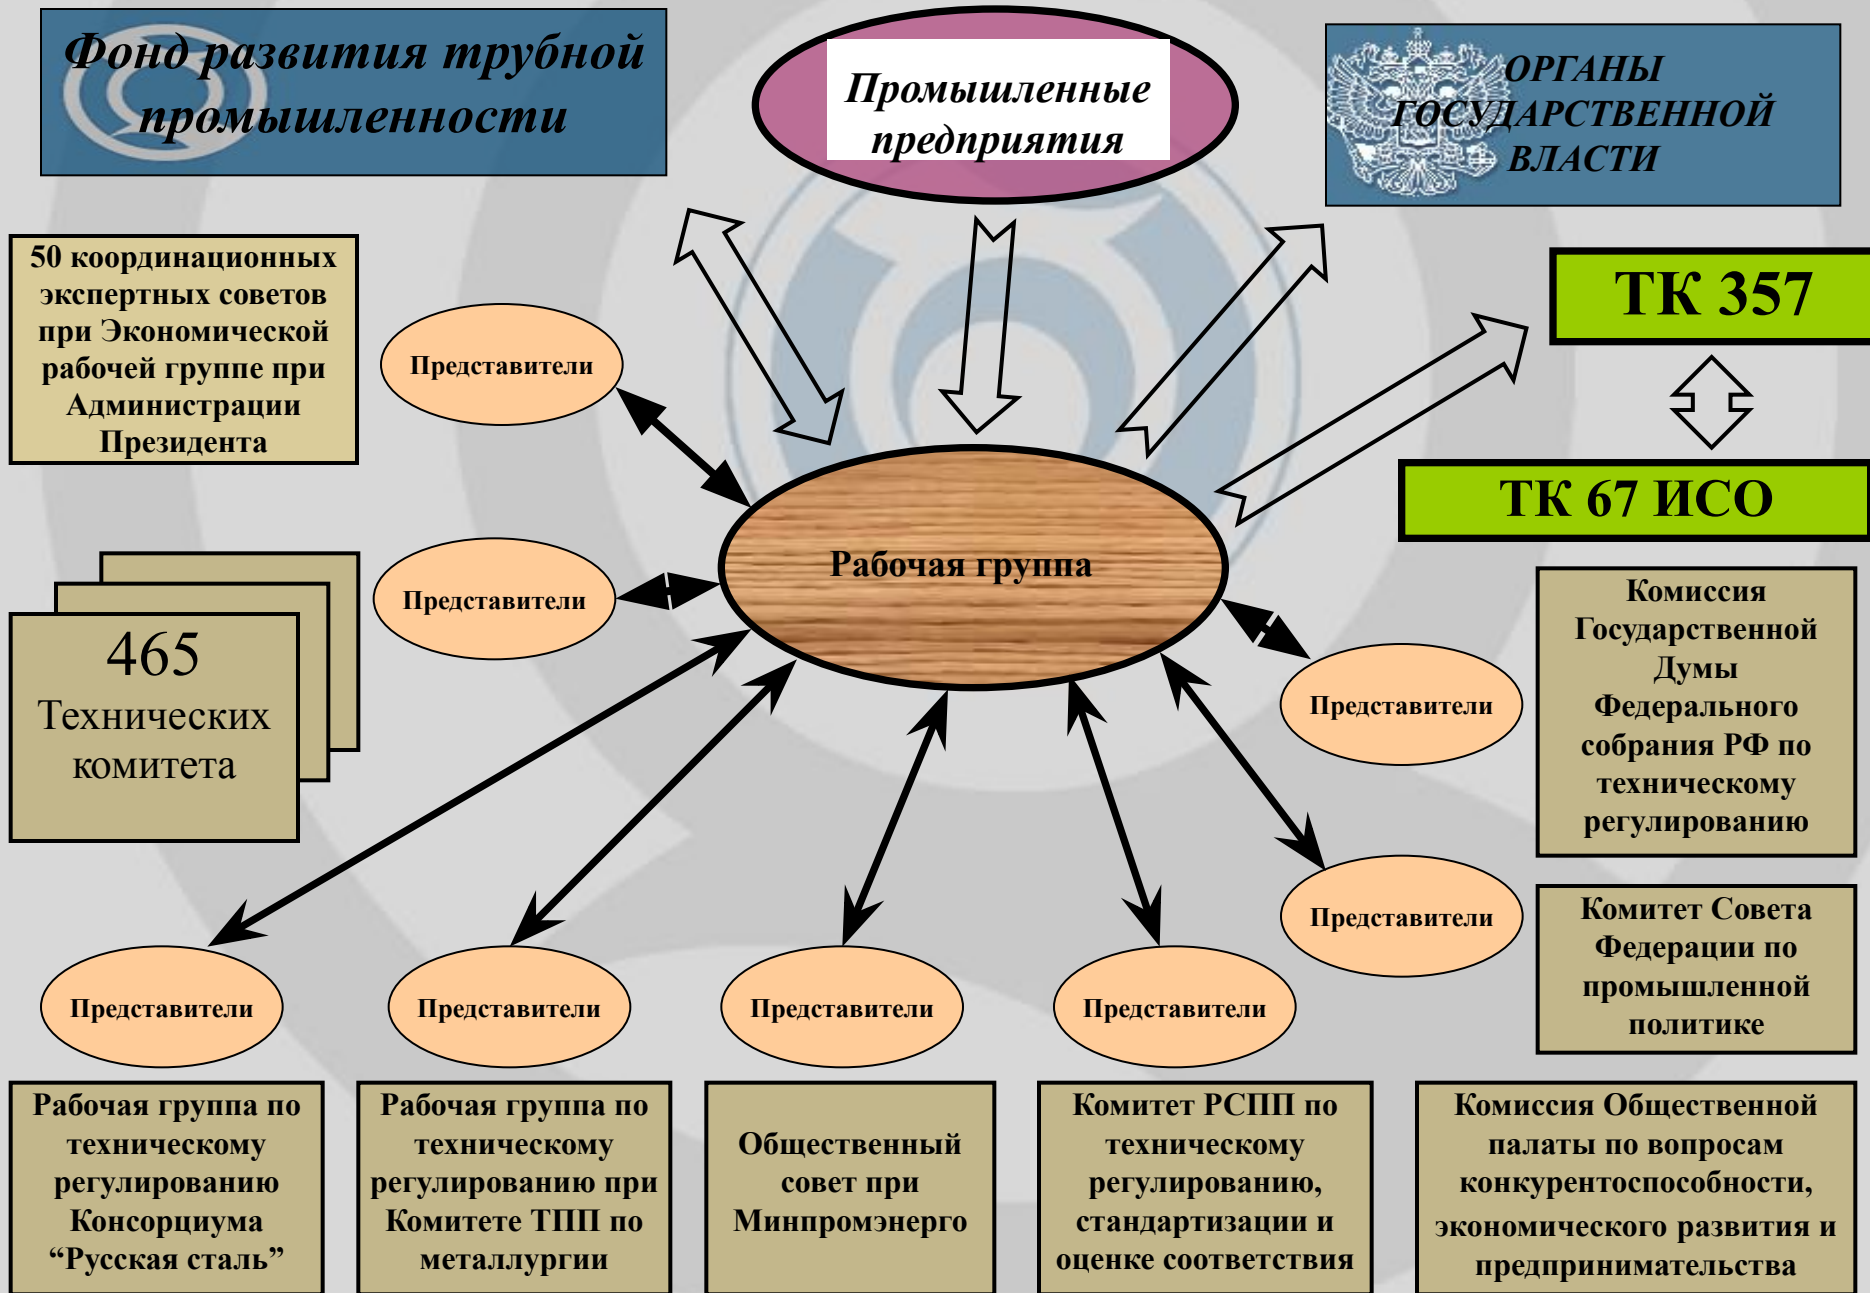 Фонд развития трубной
промышленности
Промышленные
предприятия
ОРГАНЫ
ГОСУДАРСТВЕННОЙ
ВЛАСТИ
50 координационных
экспертных советов
при Экономической
рабочей группе при
Администрации
Президента
Представители
ТК 357
ТК 67 ИСО
Рабочая группа
Представители
465
Технических
комитета
Комиссия
Государственной
Думы
Федерального
собрания РФ по
техническому
регулированию
Представители
Представители
Комитет Совета
Федерации по
промышленной
политике
Представители
Представители
Представители
Представители
Рабочая группа по
техническому
регулированию
Консорциума
“Русская сталь”
Рабочая группа по
техническому
регулированию при
Комитете ТПП по
металлургии
Общественный
совет при
Минпромэнерго
Комитет РСПП по
техническому
регулированию,
стандартизации и
оценке соответствия
Комиссия Общественной
палаты по вопросам
конкурентоспособности,
экономического развития и
предпринимательства